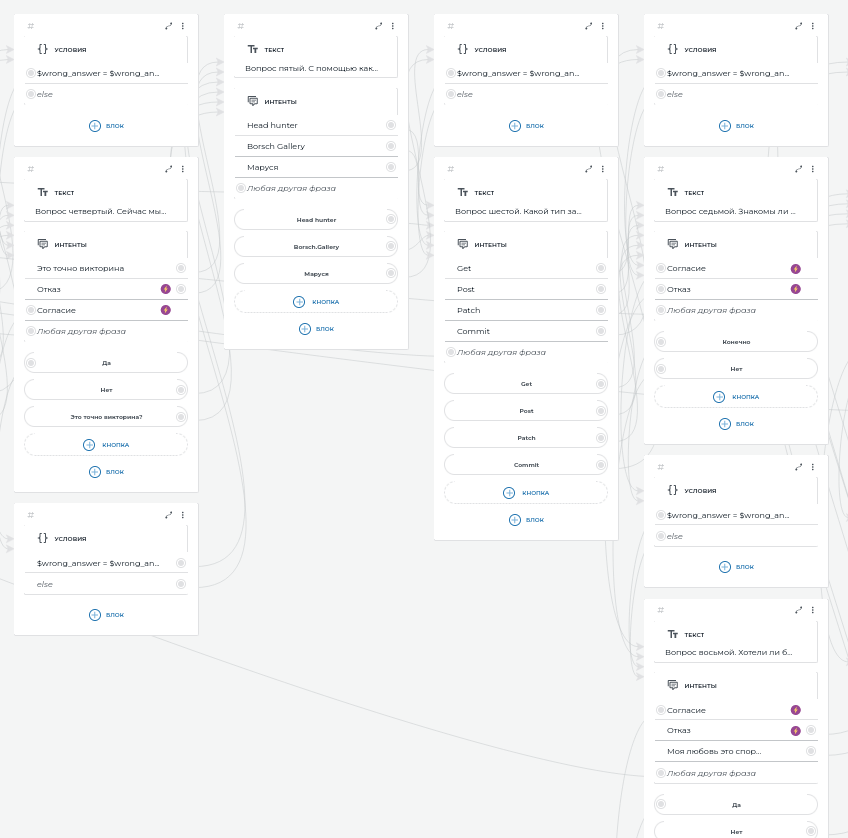 #
УСЛОВИЯ
$wrong_answer = $wrong_an...
else
БЛОК
#
ТЕКСТ
Вопрос четвертый. Сейчас мы...
ИНТЕНТЫ
Это точно викторина
Отказ
Согласие
Любая другая фраза
Да
Нет
Это точно викторина?
КНОПКА
БЛОК
#
УСЛОВИЯ
$wrong_answer = $wrong_an...
else
БЛОК
#
ТЕКСТ
Вопрос пятый. С помощью как...
ИНТЕНТЫ
Head hunter
Borsch Gallery
Маруся
Любая другая фраза
Head hunter
Borsch.Gallery
Маруся
КНОПКА
БЛОК
#
УСЛОВИЯ
$wrong_answer = $wrong_an...
else
БЛОК
#
ТЕКСТ
Вопрос шестой. Какой тип за...
ИНТЕНТЫ
Get
Post
Patch
Commit
Любая другая фраза
Get
Post
Patch
Commit
КНОПКА
БЛОК
#
УСЛОВИЯ
$wrong_answer = $wrong_an...
else
БЛОК
#
ТЕКСТ
Вопрос седьмой. Знакомы ли ...
ИНТЕНТЫ
Согласие
Отказ
Любая другая фраза
Конечно
Нет
КНОПКА
БЛОК
#
УСЛОВИЯ
$wrong_answer = $wrong_an...
else
БЛОК
#
ТЕКСТ
Вопрос восьмой. Хотели ли б...
ИНТЕНТЫ
Согласие
Отказ
Моя любовь это спор...
Любая другая фраза
Да
Нет